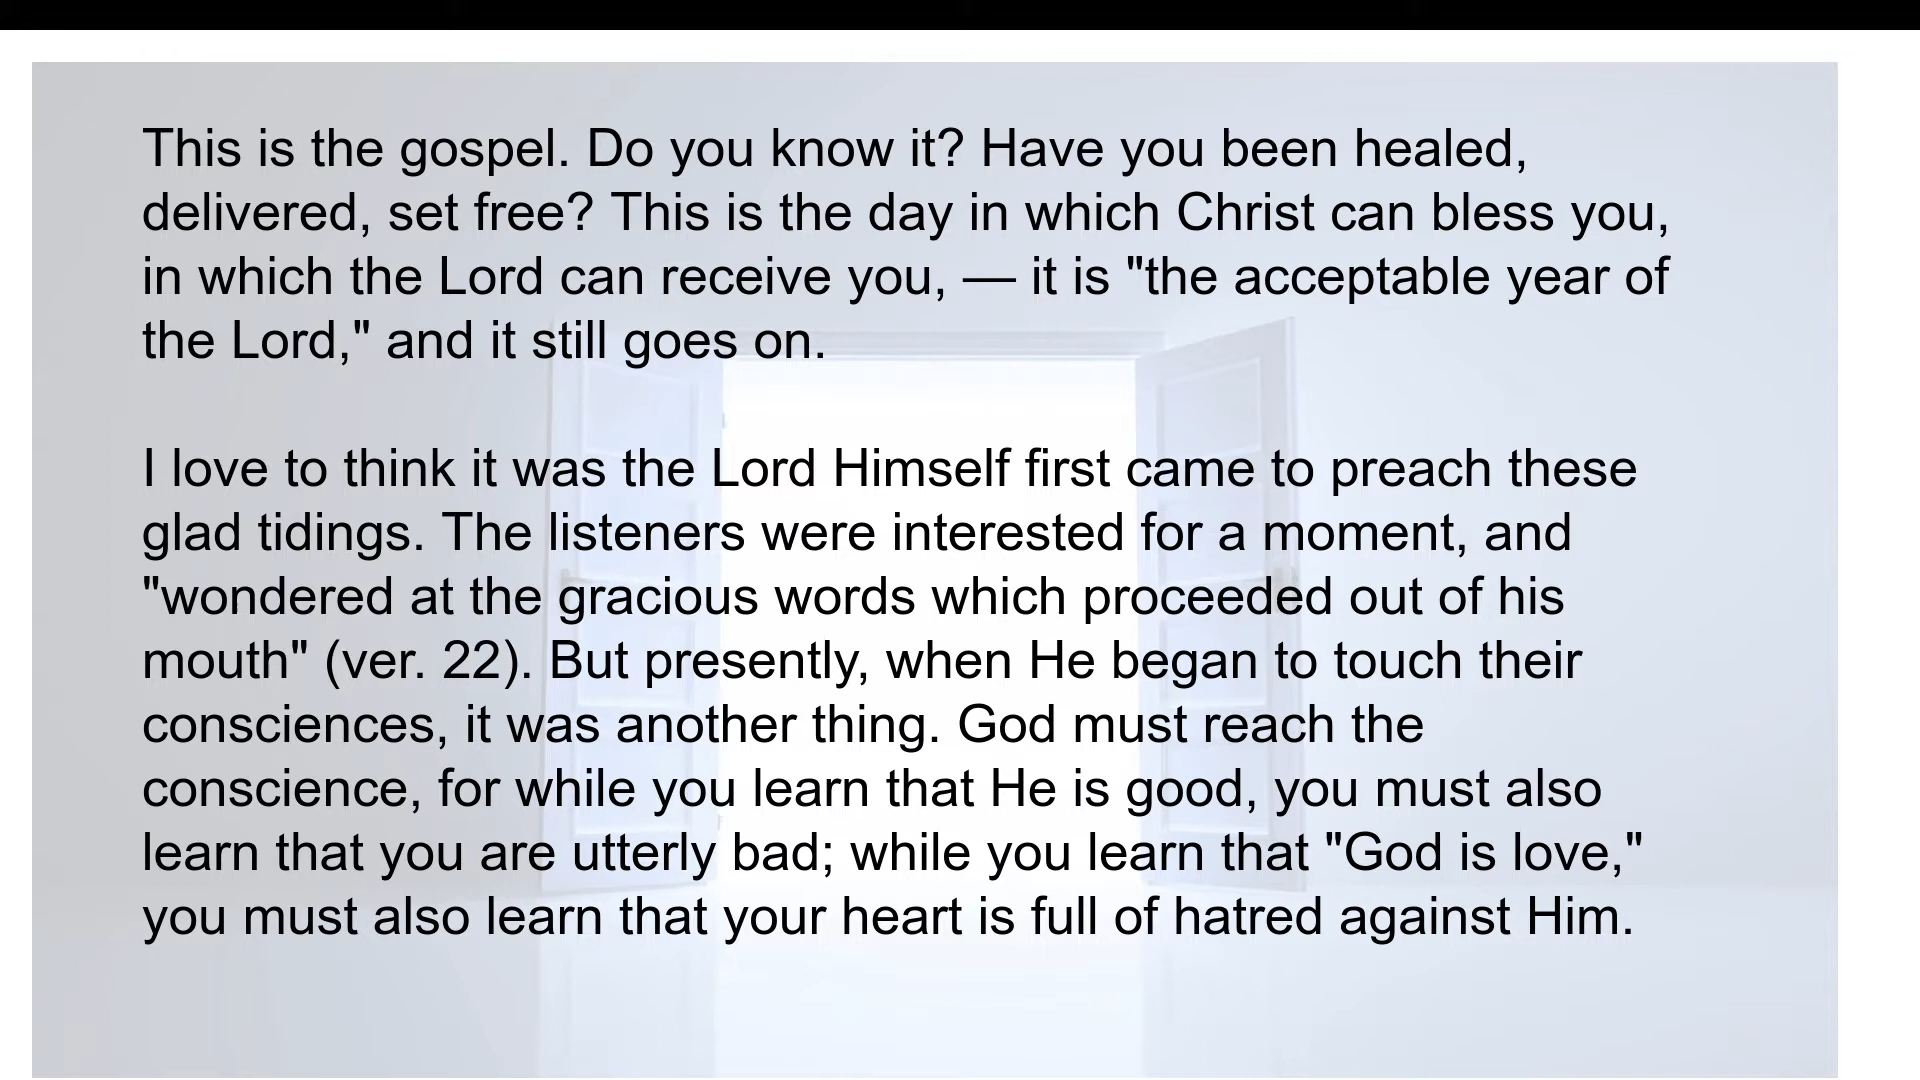 This is the gospel. Do you know it? Have you been healed,
delivered, set free? This is the day in which Christ can bless you,
in which the Lord can receive you, — it is "the acceptable year of
the Lord," and it still goes on.
I love to think it was the Lord Himself first came to preach these
glad tidings. The listeners were interested for a moment, and
"wondered at the gracious words which proceeded out of his
mouth" (ver. 22). But presently, when He began to touch their
consciences, it was another thing. God must reach the
conscience, for while you learn that He is good, you must also
learn that you are utterly bad; while you learn that "God is love,"
you must also learn that your heart is full of hatred against Him.